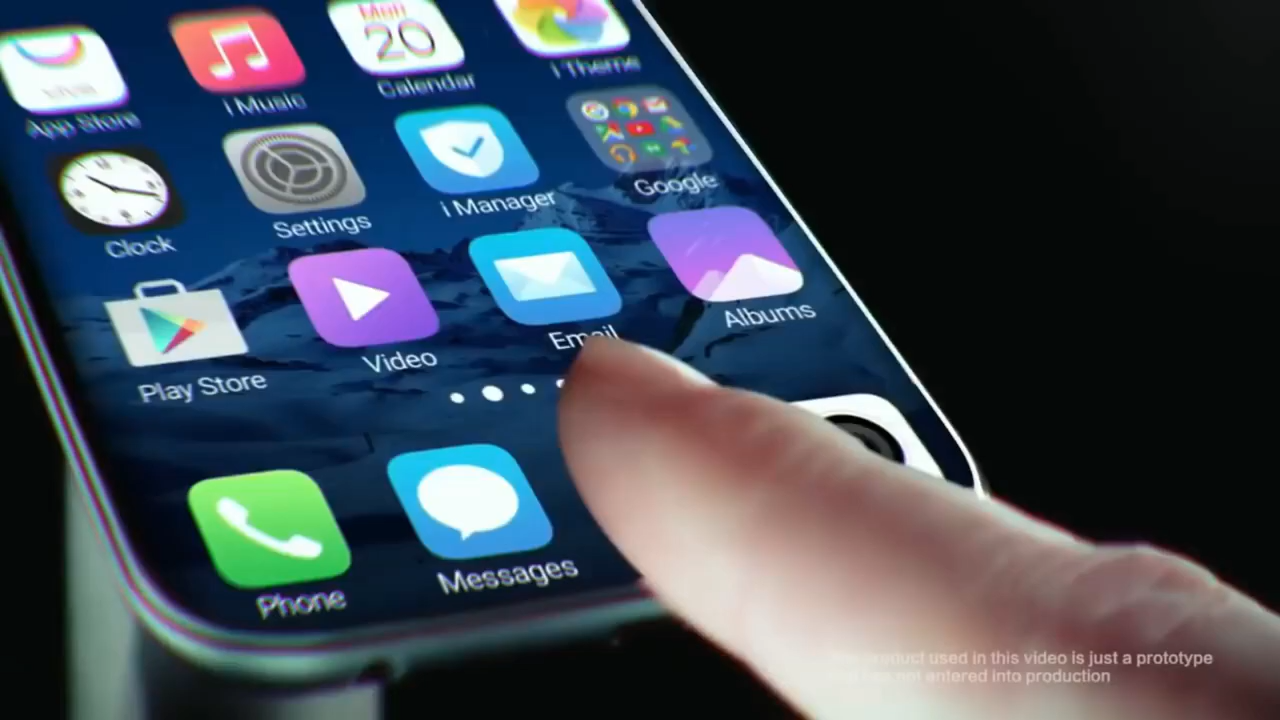 Mon
20
App Store
i Music
Calendar
i Theme
Clock
Settings
i Manager
Google
Play Store
Video
Email
Albums
Phone
Messages
product used in this video is just a prototype
not entered into production